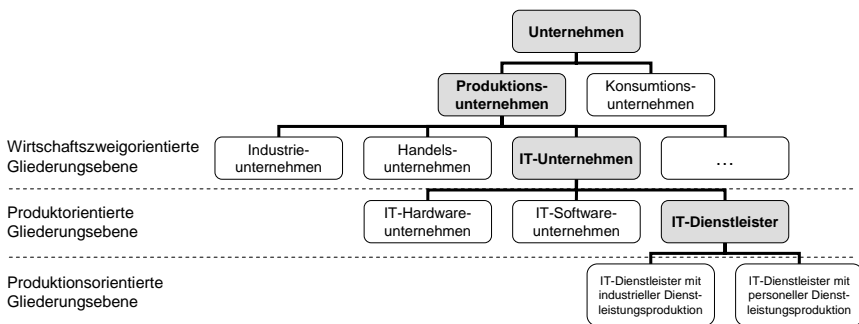 Unternehmen
Produktions-
unternehmen
Konsumtions-
unternehmen
Wirtschaftszweigorientierte
Gliederungsebene
Industrie-
unternehmen
Handels-
unternehmen
IT-Unternehmen
...
Produktorientierte
Gliederungsebene
IT-Hardware-
unternehmen
IT-Software-
unternehmen
IT-Dienstleister
Produktionsorientierte
Gliederungsebene
IT-Dienstleister mit
industrieller Dienst-
leistungsproduktion
IT-Dienstleister mit
personeller Dienst-
leistungsproduktion